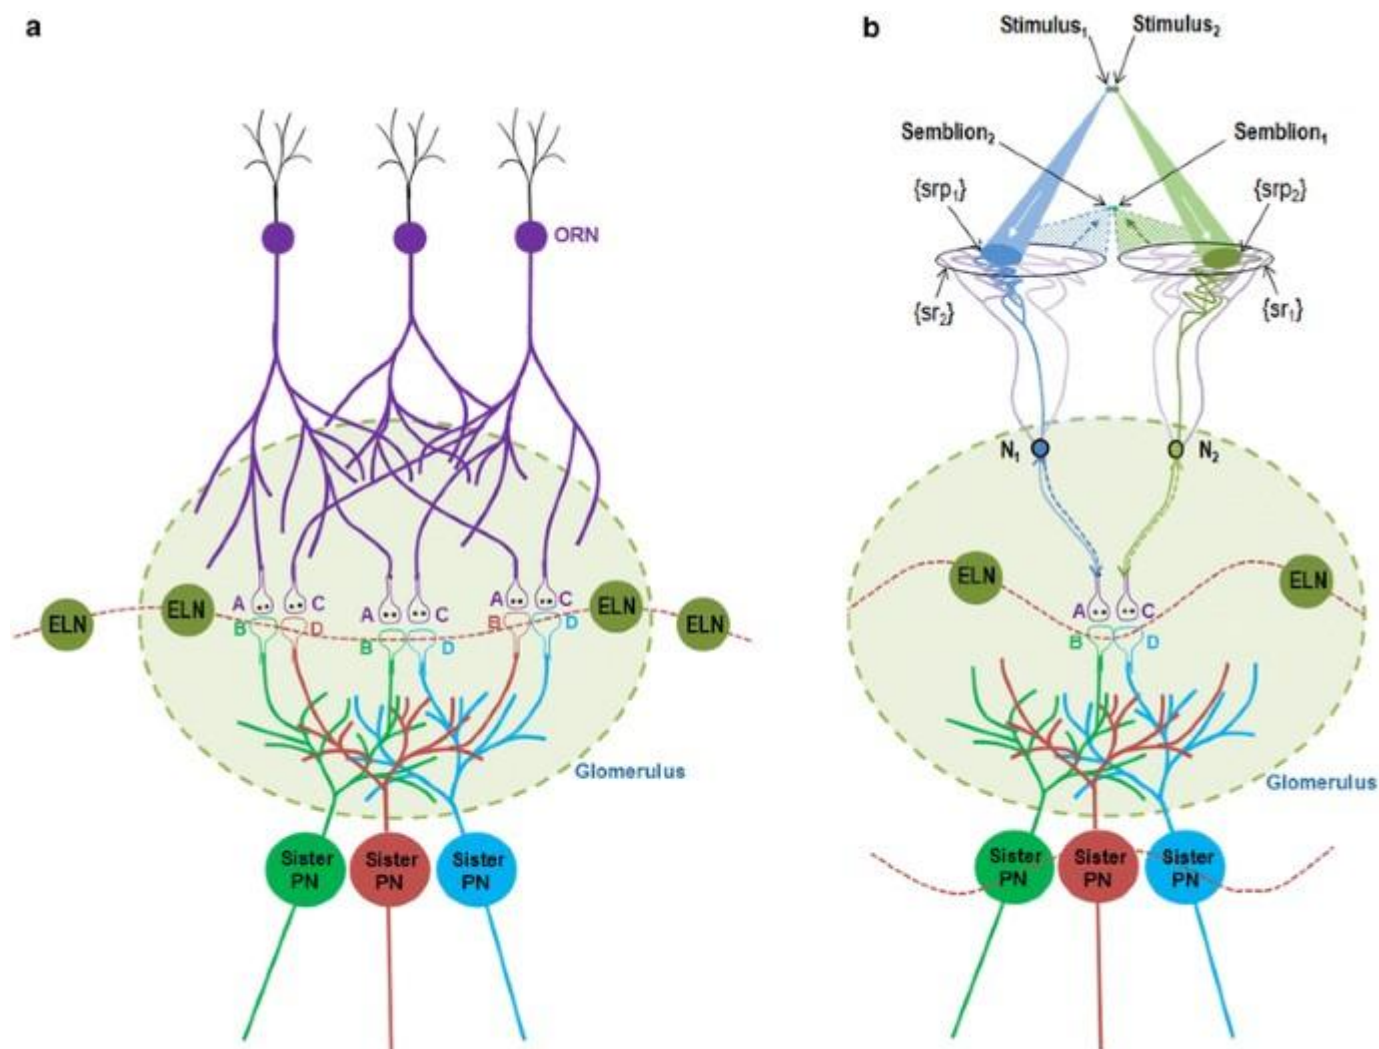 a
ORN
ELN
ELN
A
C
B
D
A
C
B
D
A
C
B
D
ELN
ELN
Glomerulus
Sister
PN
Sister
PN
Sister
PN
b
Stimulus₁
Stimulus₂
Semblion₂
Semblion₁
{srp₁}
{srp₂}
{sr₂}
{sr₁}
N₁
N₂
ELN
ELN
A
C
B
D
Glomerulus
Sister
PN
Sister
PN
Sister
PN